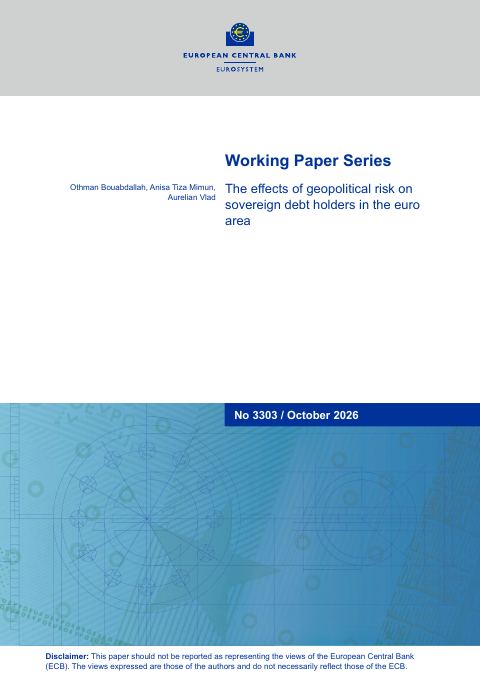 EUROPEAN CENTRAL BANK
EUROSYSTEM
Working Paper Series
Othman Bouabdallah, Anisa Tiza Mimun,
Aurelian Vlad
The effects of geopolitical risk on
sovereign debt holders in the euro
area
No 3303 / October 2026
Disclaimer: This paper should not be reported as representing the views of the European Central Bank
(ECB). The views expressed are those of the authors and do not necessarily reflect those of the ECB.